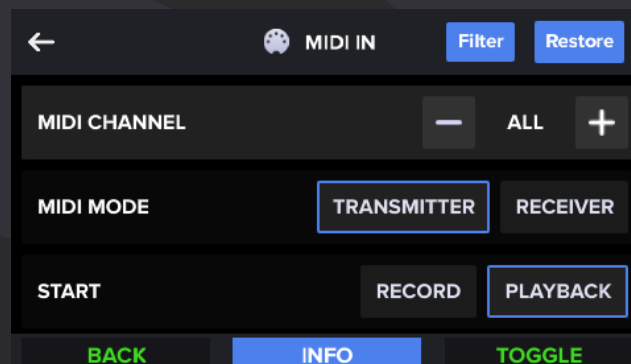 MIDI IN Filter Restore
MIDI CHANNEL ALL
MIDI MODE TRANSMITTER RECEIVER
START RECORD PLAYBACK
BACK INFO TOGGLE